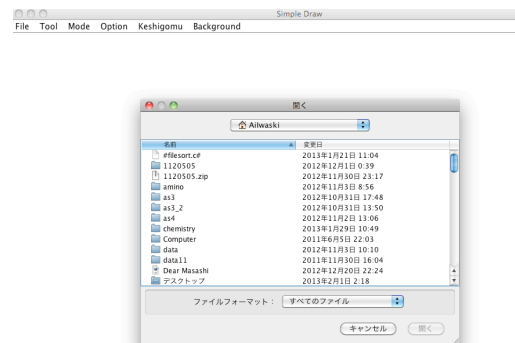 Simple Draw
File Tool Mode Option Keshigomu Background
開く
Ailwaski
名前 変更日
#filesort.c# 2013年1月21日 11:04
1120505 2012年12月1日 0:39
1120505.zip 2012年11月30日 23:17
amino 2012年11月3日 8:56
as3 2012年10月31日 17:48
as3_2 2012年10月31日 13:50
as4 2012年11月2日 13:06
chemistry 2013年1月29日 10:49
Computer 2011年6月5日 22:03
data 2012年11月3日 10:10
data11 2011年11月30日 16:04
Dear Masashi 2012年12月20日 22:24
デスクトップ 2013年2月1日 2:18
ファイルフォーマット： すべてのファイル
キャンセル 開く